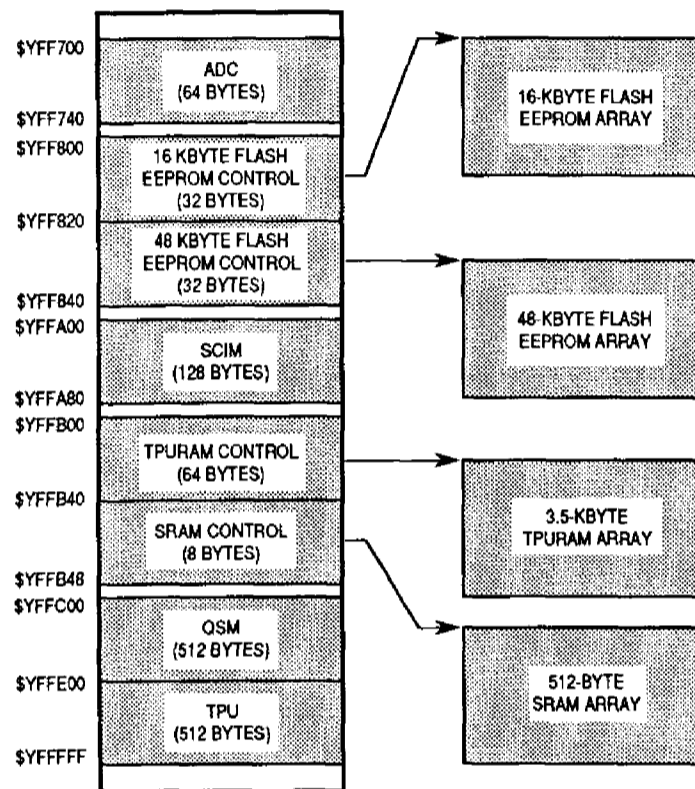 $YFF700
ADC
(64 BYTES)
$YFF740
$YFF800
16 KBYTE FLASH
EEPROM CONTROL
(32 BYTES)
$YFF820
48 KBYTE FLASH
EEPROM CONTROL
(32 BYTES)
$YFF840
$YFFA00
SCIM
(128 BYTES)
$YFFA80
$YFFB00
TPURAM CONTROL
(64 BYTES)
$YFFB40
SRAM CONTROL
(8 BYTES)
$YFFB48
$YFFC00
QSM
(512 BYTES)
$YFFE00
TPU
(512 BYTES)
$YFFFFF
16-KBYTE FLASH
EEPROM ARRAY
48-KBYTE FLASH
EEPROM ARRAY
3.5-KBYTE
TPURAM ARRAY
512-BYTE
SRAM ARRAY